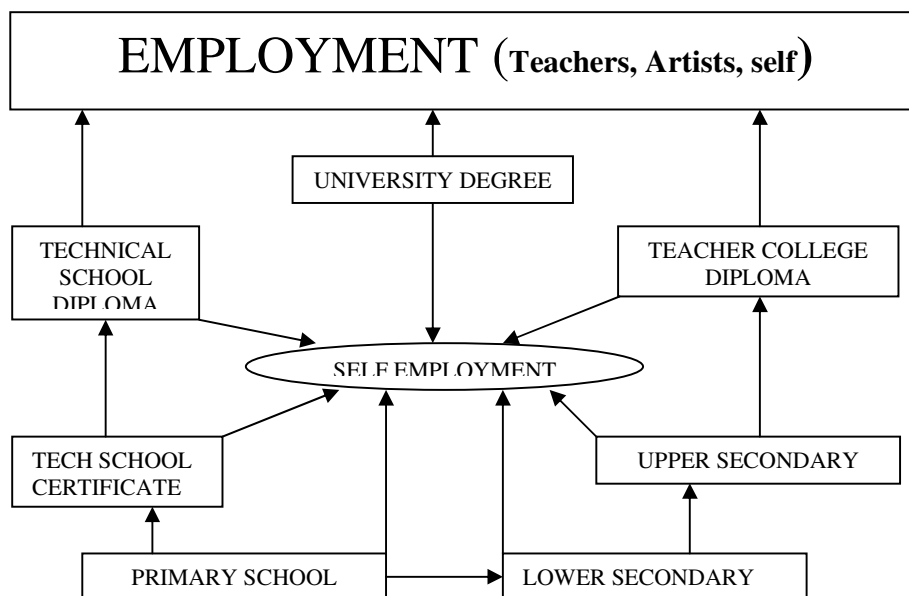 EMPLOYMENT (Teachers, Artists, self)
UNIVERSITY DEGREE
TECHNICAL
SCHOOL
DIPLOMA
TEACHER COLLEGE
DIPLOMA
SELF EMPLOYMENT
TECH SCHOOL
CERTIFICATE
UPPER SECONDARY
PRIMARY SCHOOL
LOWER SECONDARY